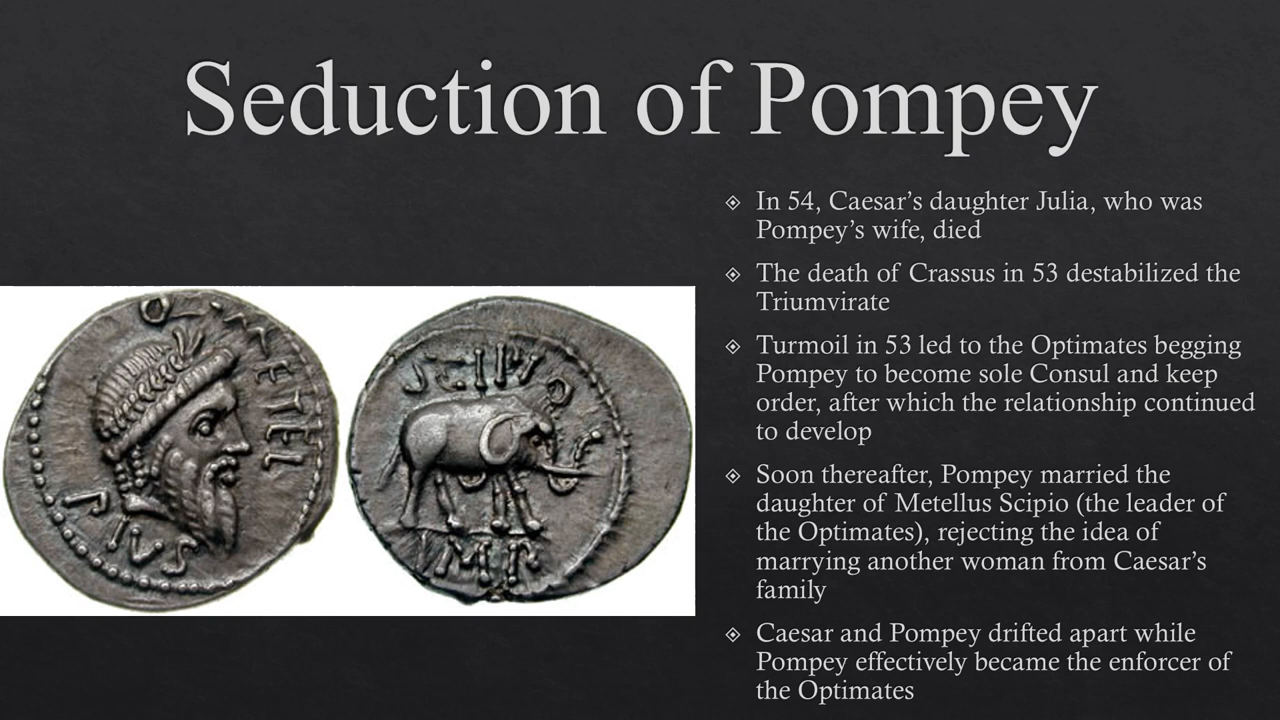 Seduction of Pompey
In 54, Caesar’s daughter Julia, who was
Pompey’s wife, died
The death of Crassus in 53 destabilized the
Triumvirate
Turmoil in 53 led to the Optimates begging
Pompey to become sole Consul and keep
order, after which the relationship continued
to develop
Soon thereafter, Pompey married the
daughter of Metellus Scipio (the leader of
the Optimates), rejecting the idea of
marrying another woman from Caesar’s
family
Caesar and Pompey drifted apart while
Pompey effectively became the enforcer of
the Optimates
Q·METEL
PIVS
SCIPIO
IMP